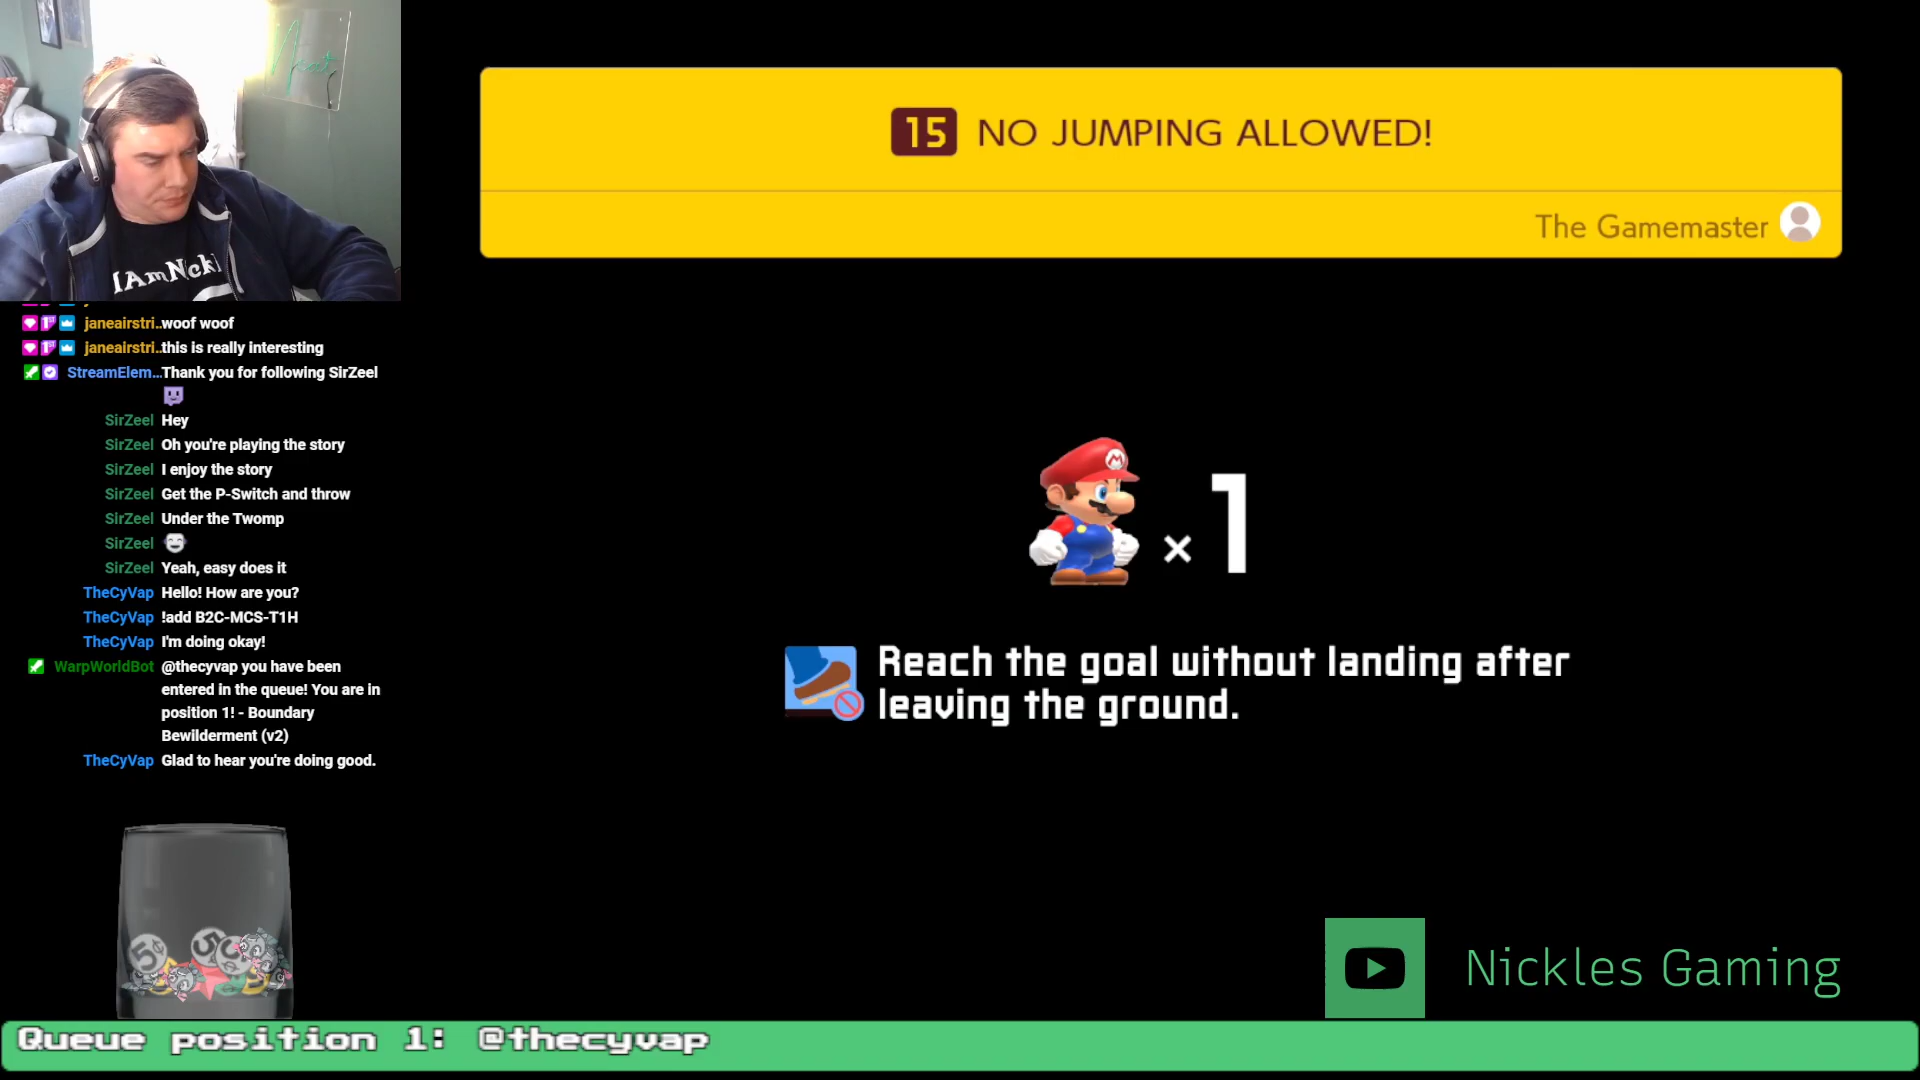 15 NO JUMPING ALLOWED!
The Gamemaster
janeairstri..woof woof
janeairstri..this is really interesting
StreamElem...Thank you for following SirZeel
SirZeel Hey
SirZeel Oh you're playing the story
SirZeel I enjoy the story
SirZeel Get the P-Switch and throw
SirZeel Under the Twomp
SirZeel
SirZeel Yeah, easy does it
TheCyVap Hello! How are you?
TheCyVap !add B2C-MCS-T1H
TheCyVap I'm doing okay!
WarpWorldBot @thecyvap you have been
entered in the queue! You are in
position 1! - Boundary
Bewilderment (v2)
TheCyVap Glad to hear you're doing good.
× 1
Reach the goal without landing after
leaving the ground.
5¢
5¢
Nickles Gaming
Queue position 1: @thecyvap